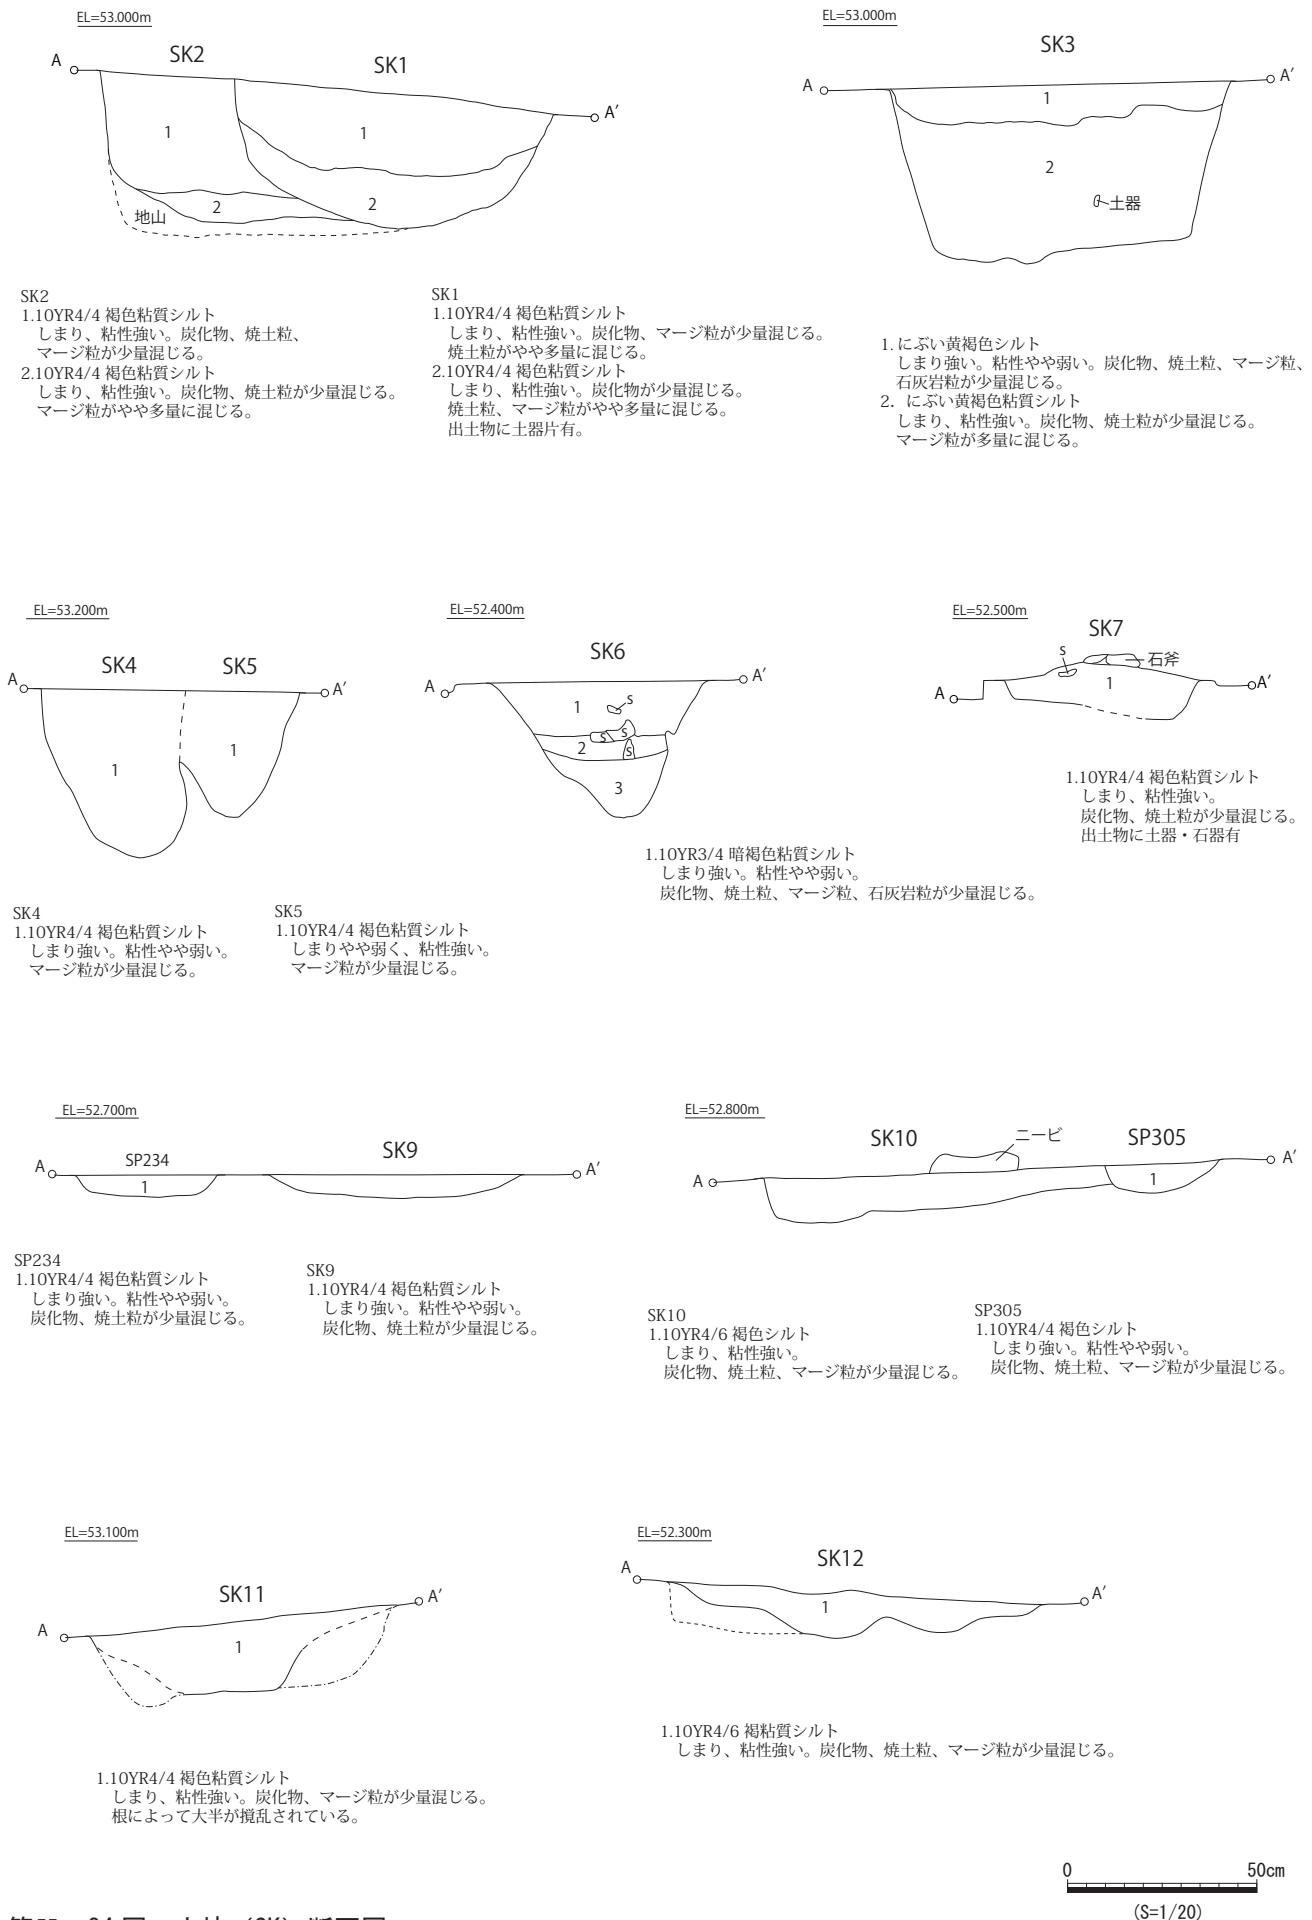 EL=53.000m
SK2
SK1
A
A′
1
1
2
2
地山
EL=53.000m
SK3
A
A′
1
2
土器
SK2
1.10YR4/4 褐色粘質シルト
しまり、粘性強い。炭化物、焼土粒、
マージ粒が少量混じる。
2.10YR4/4 褐色粘質シルト
しまり、粘性強い。炭化物、焼土粒が少量混じる。
マージ粒がやや多量に混じる。
SK1
1.10YR4/4 褐色粘質シルト
しまり、粘性強い。炭化物、マージ粒が少量混じる。
焼土粒がやや多量に混じる。
2.10YR4/4 褐色粘質シルト
しまり、粘性強い。炭化物が少量混じる。
焼土粒、マージ粒がやや多量に混じる。
出土物に土器片有。
1. にぶい黄褐色シルト
しまり強い。粘性やや弱い。炭化物、焼土粒、マージ粒、
石灰岩粒が少量混じる。
2. にぶい黄褐色粘質シルト
しまり、粘性強い。炭化物、焼土粒が少量混じる。
マージ粒が多量に混じる。
EL=53.200m
SK4
SK5
A
A′
1
1
EL=52.400m
SK6
A
A′
1
s
s
s
2
s
3
EL=52.500m
SK7
s
石斧
1
A
A′
1.10YR4/4 褐色粘質シルト
しまり、粘性強い。
炭化物、焼土粒が少量混じる。
出土物に土器・石器有
1.10YR3/4 暗褐色粘質シルト
しまり強い。粘性やや弱い。
炭化物、焼土粒、マージ粒、石灰岩粒が少量混じる。
SK4
1.10YR4/4 褐色粘質シルト
しまり強い。粘性やや弱い。
マージ粒が少量混じる。
SK5
1.10YR4/4 褐色粘質シルト
しまりやや弱く、粘性強い。
マージ粒が少量混じる。
EL=52.700m
A
SP234
1
SK9
A′
EL=52.800m
SK10
ニービ
SP305
A
A′
1
SP234
1.10YR4/4 褐色粘質シルト
しまり強い。粘性やや弱い。
炭化物、焼土粒が少量混じる。
SK9
1.10YR4/4 褐色粘質シルト
しまり強い。粘性やや弱い。
炭化物、焼土粒が少量混じる。
SK10
1.10YR4/6 褐色シルト
しまり、粘性強い。
炭化物、焼土粒、マージ粒が少量混じる。
SP305
1.10YR4/4 褐色シルト
しまり強い。粘性やや弱い。
炭化物、焼土粒、マージ粒が少量混じる。
EL=53.100m
SK11
A
A′
1
EL=52.300m
SK12
A
A′
1
1.10YR4/6 褐粘質シルト
しまり、粘性強い。炭化物、焼土粒、マージ粒が少量混じる。
1.10YR4/4 褐色粘質シルト
しまり、粘性強い。炭化物、マージ粒が少量混じる。
根によって大半が撹乱されている。
0
50cm
(S=1/20)